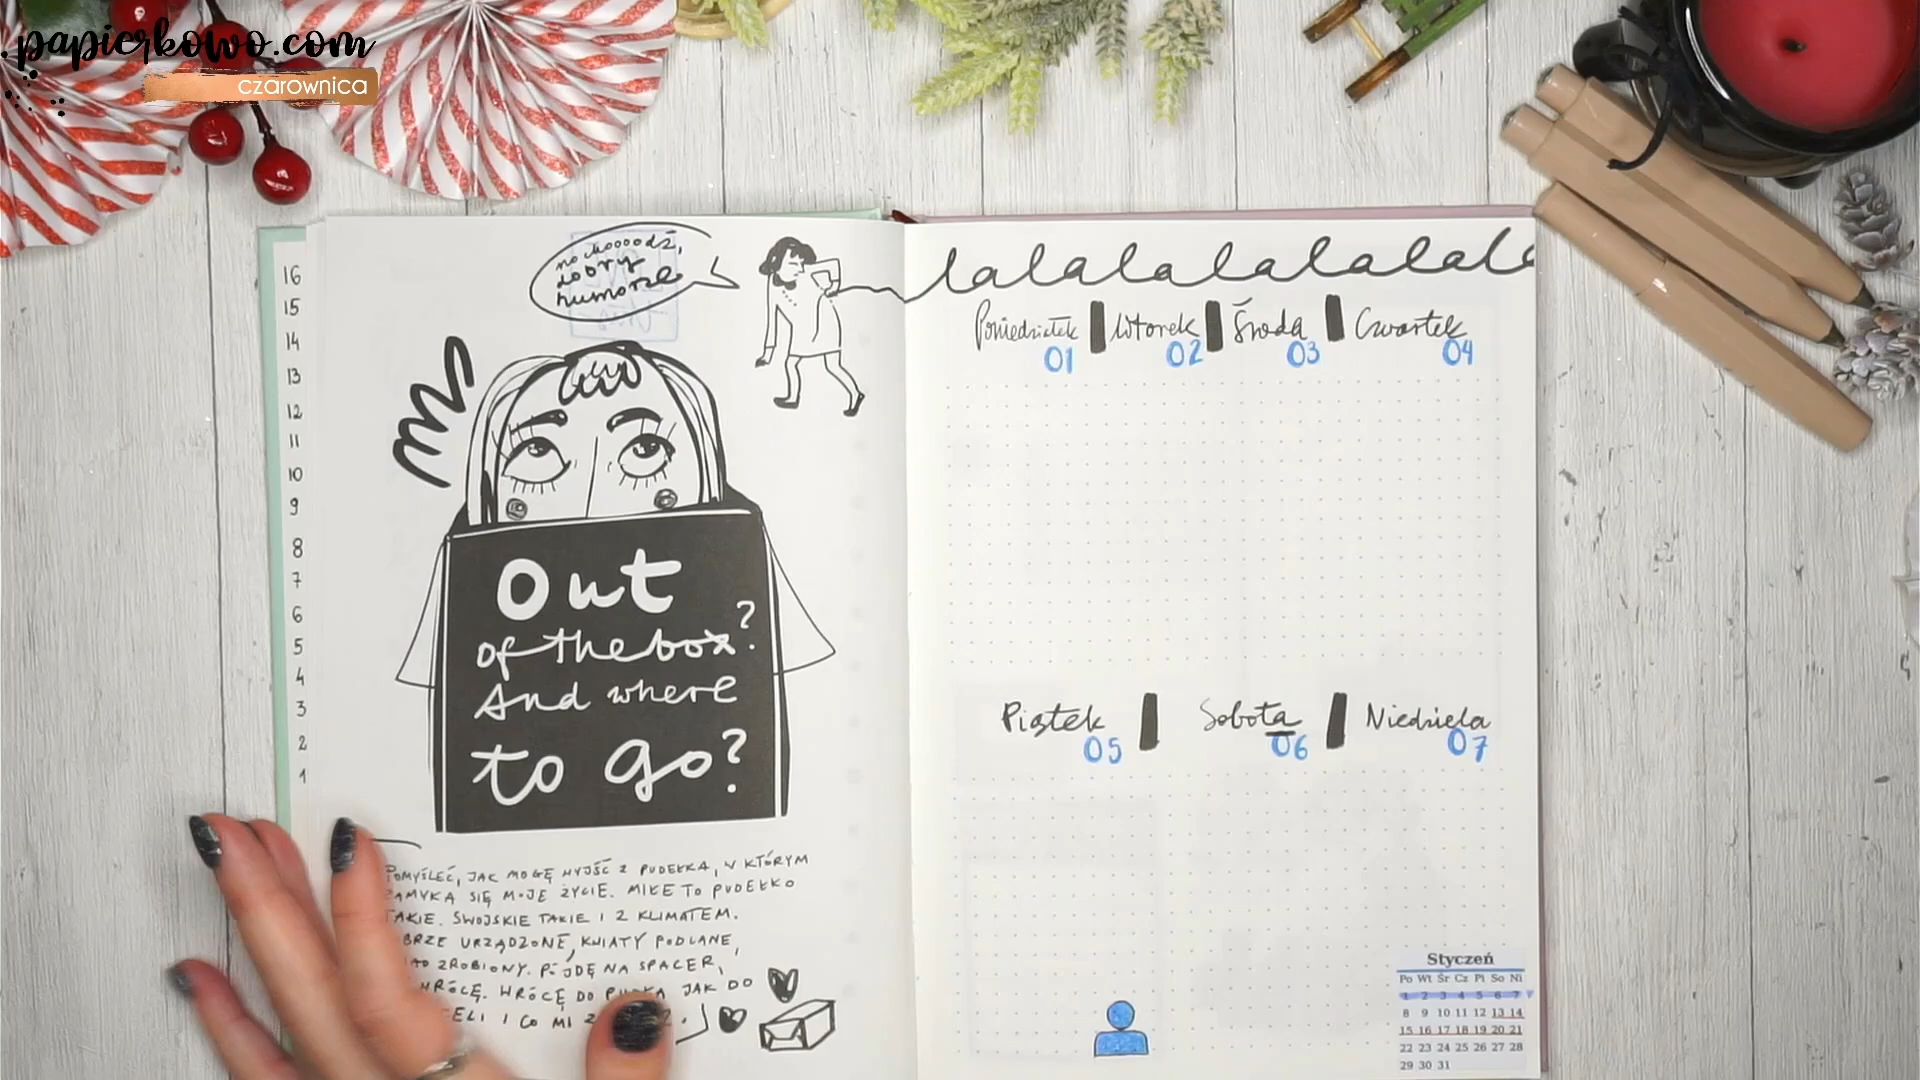 papierkowo.com
czarownica
no choooodź,
dobry
humorze
16
15
14
13
12
11
10
9
8
7
6
5
4
3
2
1
Out
of the box?
?
And where
to go?
POMYŚLEĆ, JAK MOGĘ WYJŚĆ Z PUDEŁKA, W KTÓRYM
ZAMYKA SIĘ MOJE ŻYCIE. MIŁE TO PUDEŁKO
TAKIE. SWOJSKIE TAKIE I Z KLIMATEM.
URZĄDZONE, KWIATY PODLANE,
ZROBIONY. PÓJDĘ NA SPACER,
WRÓCĘ. WRÓCĘ DO JAK DO
I CO MI
lalalalalalalala
Poniedziałek Wtorek Środa Czwartek
01 02 03 04
Piątek Sobota Niedziela
05 06 07
Styczeń
Po Wt Śr Cz Pi So Ni
1 2 3 4 5 6 7
8 9 10 11 12 13 14
15 16 17 18 19 20 21
22 23 24 25 26 27 28
29 30 31